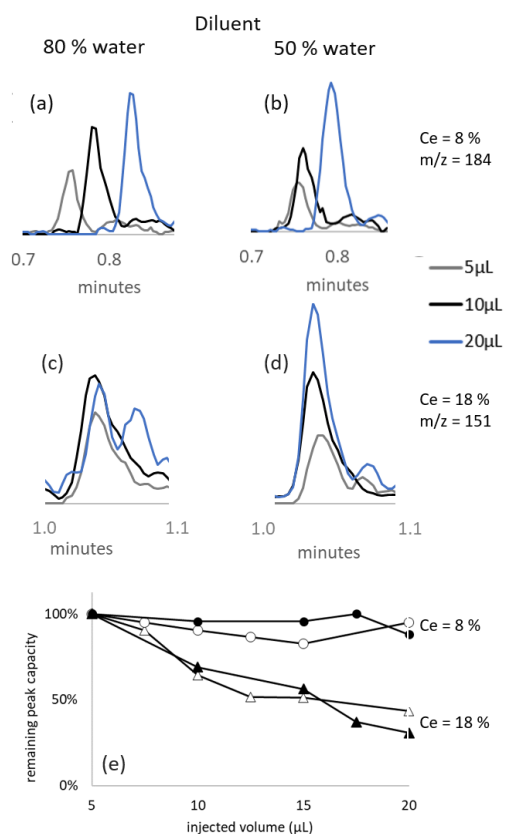 Diluent
80 % water
50 % water
(a)
(b)
Ce = 8 %
m/z = 184
0.7
0.8
minutes
0.7
0.8
minutes
5µL
10µL
20µL
(c)
(d)
Ce = 18 %
m/z = 151
1.0
1.1
minutes
1.0
1.1
minutes
100%
50%
0%
remaining peak capacity
Ce = 8 %
Ce = 18 %
(e)
5
10
15
20
injected volume (µL)